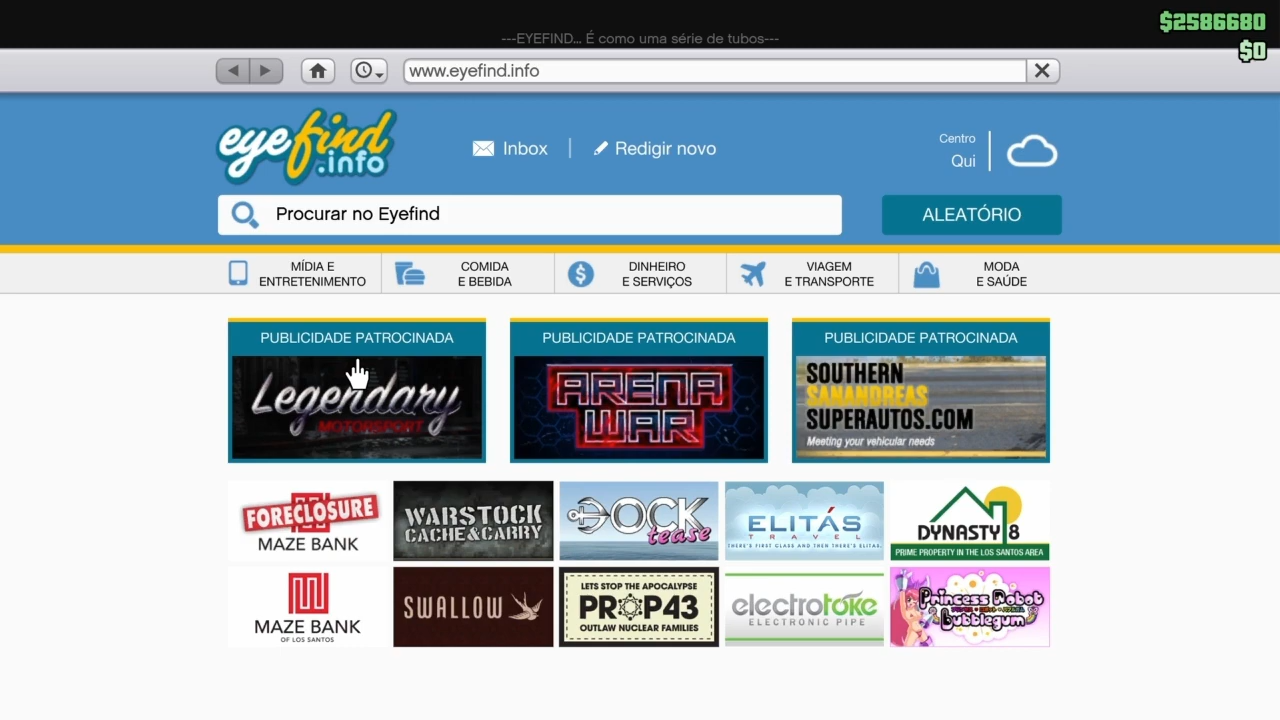 $2586680
---EYEFIND... É como uma série de tubos---
$0
www.eyefind.info
eyefind
.info
Inbox
Redigir novo
Centro
Qui
Procurar no Eyefind
ALEATÓRIO
MÍDIA E
ENTRETENIMENTO
COMIDA
E BEBIDA
DINHEIRO
E SERVIÇOS
VIAGEM
E TRANSPORTE
MODA
E SAÚDE
PUBLICIDADE PATROCINADA
Legendary
MOTORSPORT
PUBLICIDADE PATROCINADA
ARENA
WAR
PUBLICIDADE PATROCINADA
SOUTHERN
SANANDREAS
SUPERAUTOS.COM
Meeting your vehicular needs
FORECLOSURE
MAZE BANK
WARSTOCK
CACHE&CARRY
DOCK
tease
ELITÁS
TRAVEL
THERE'S FIRST CLASS AND THEN THERE'S ELITAS.
DYNASTY 8
PRIME PROPERTY IN THE LOS SANTOS AREA
MAZE BANK
OF LOS SANTOS
SWALLOW
LETS STOP THE APOCALYPSE
PROP43
OUTLAW NUCLEAR FAMILIES
electrotoke
ELECTRONIC PIPE
Princess Robot
Bubblegum